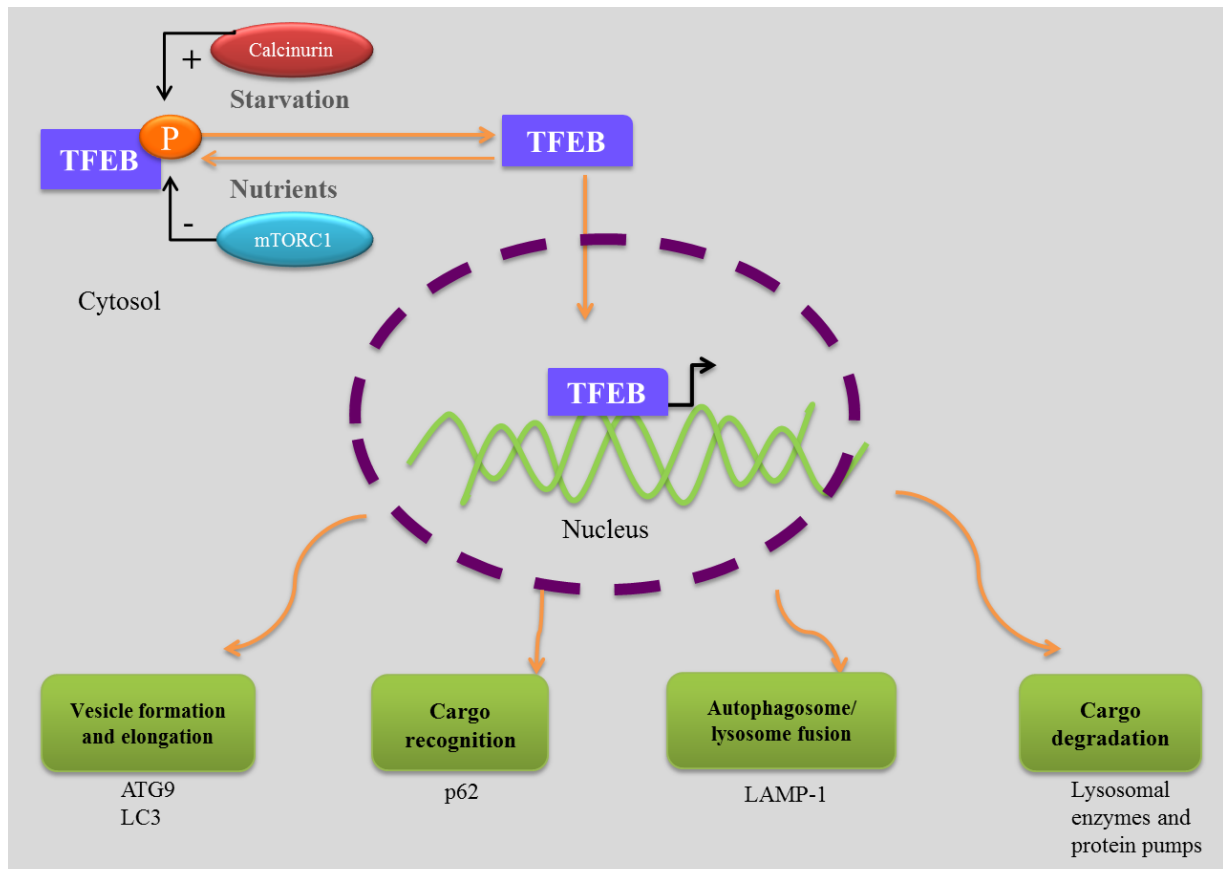 Calcinurin
+
Starvation
P
TFEB
TFEB
Nutrients
-
mTORC1
Cytosol
TFEB
Nucleus
Vesicle formation
and elongation
ATG9
LC3
Cargo
recognition
p62
Autophagosome/
lysosome fusion
LAMP-1
Cargo
degradation
Lysosomal
enzymes and
protein pumps